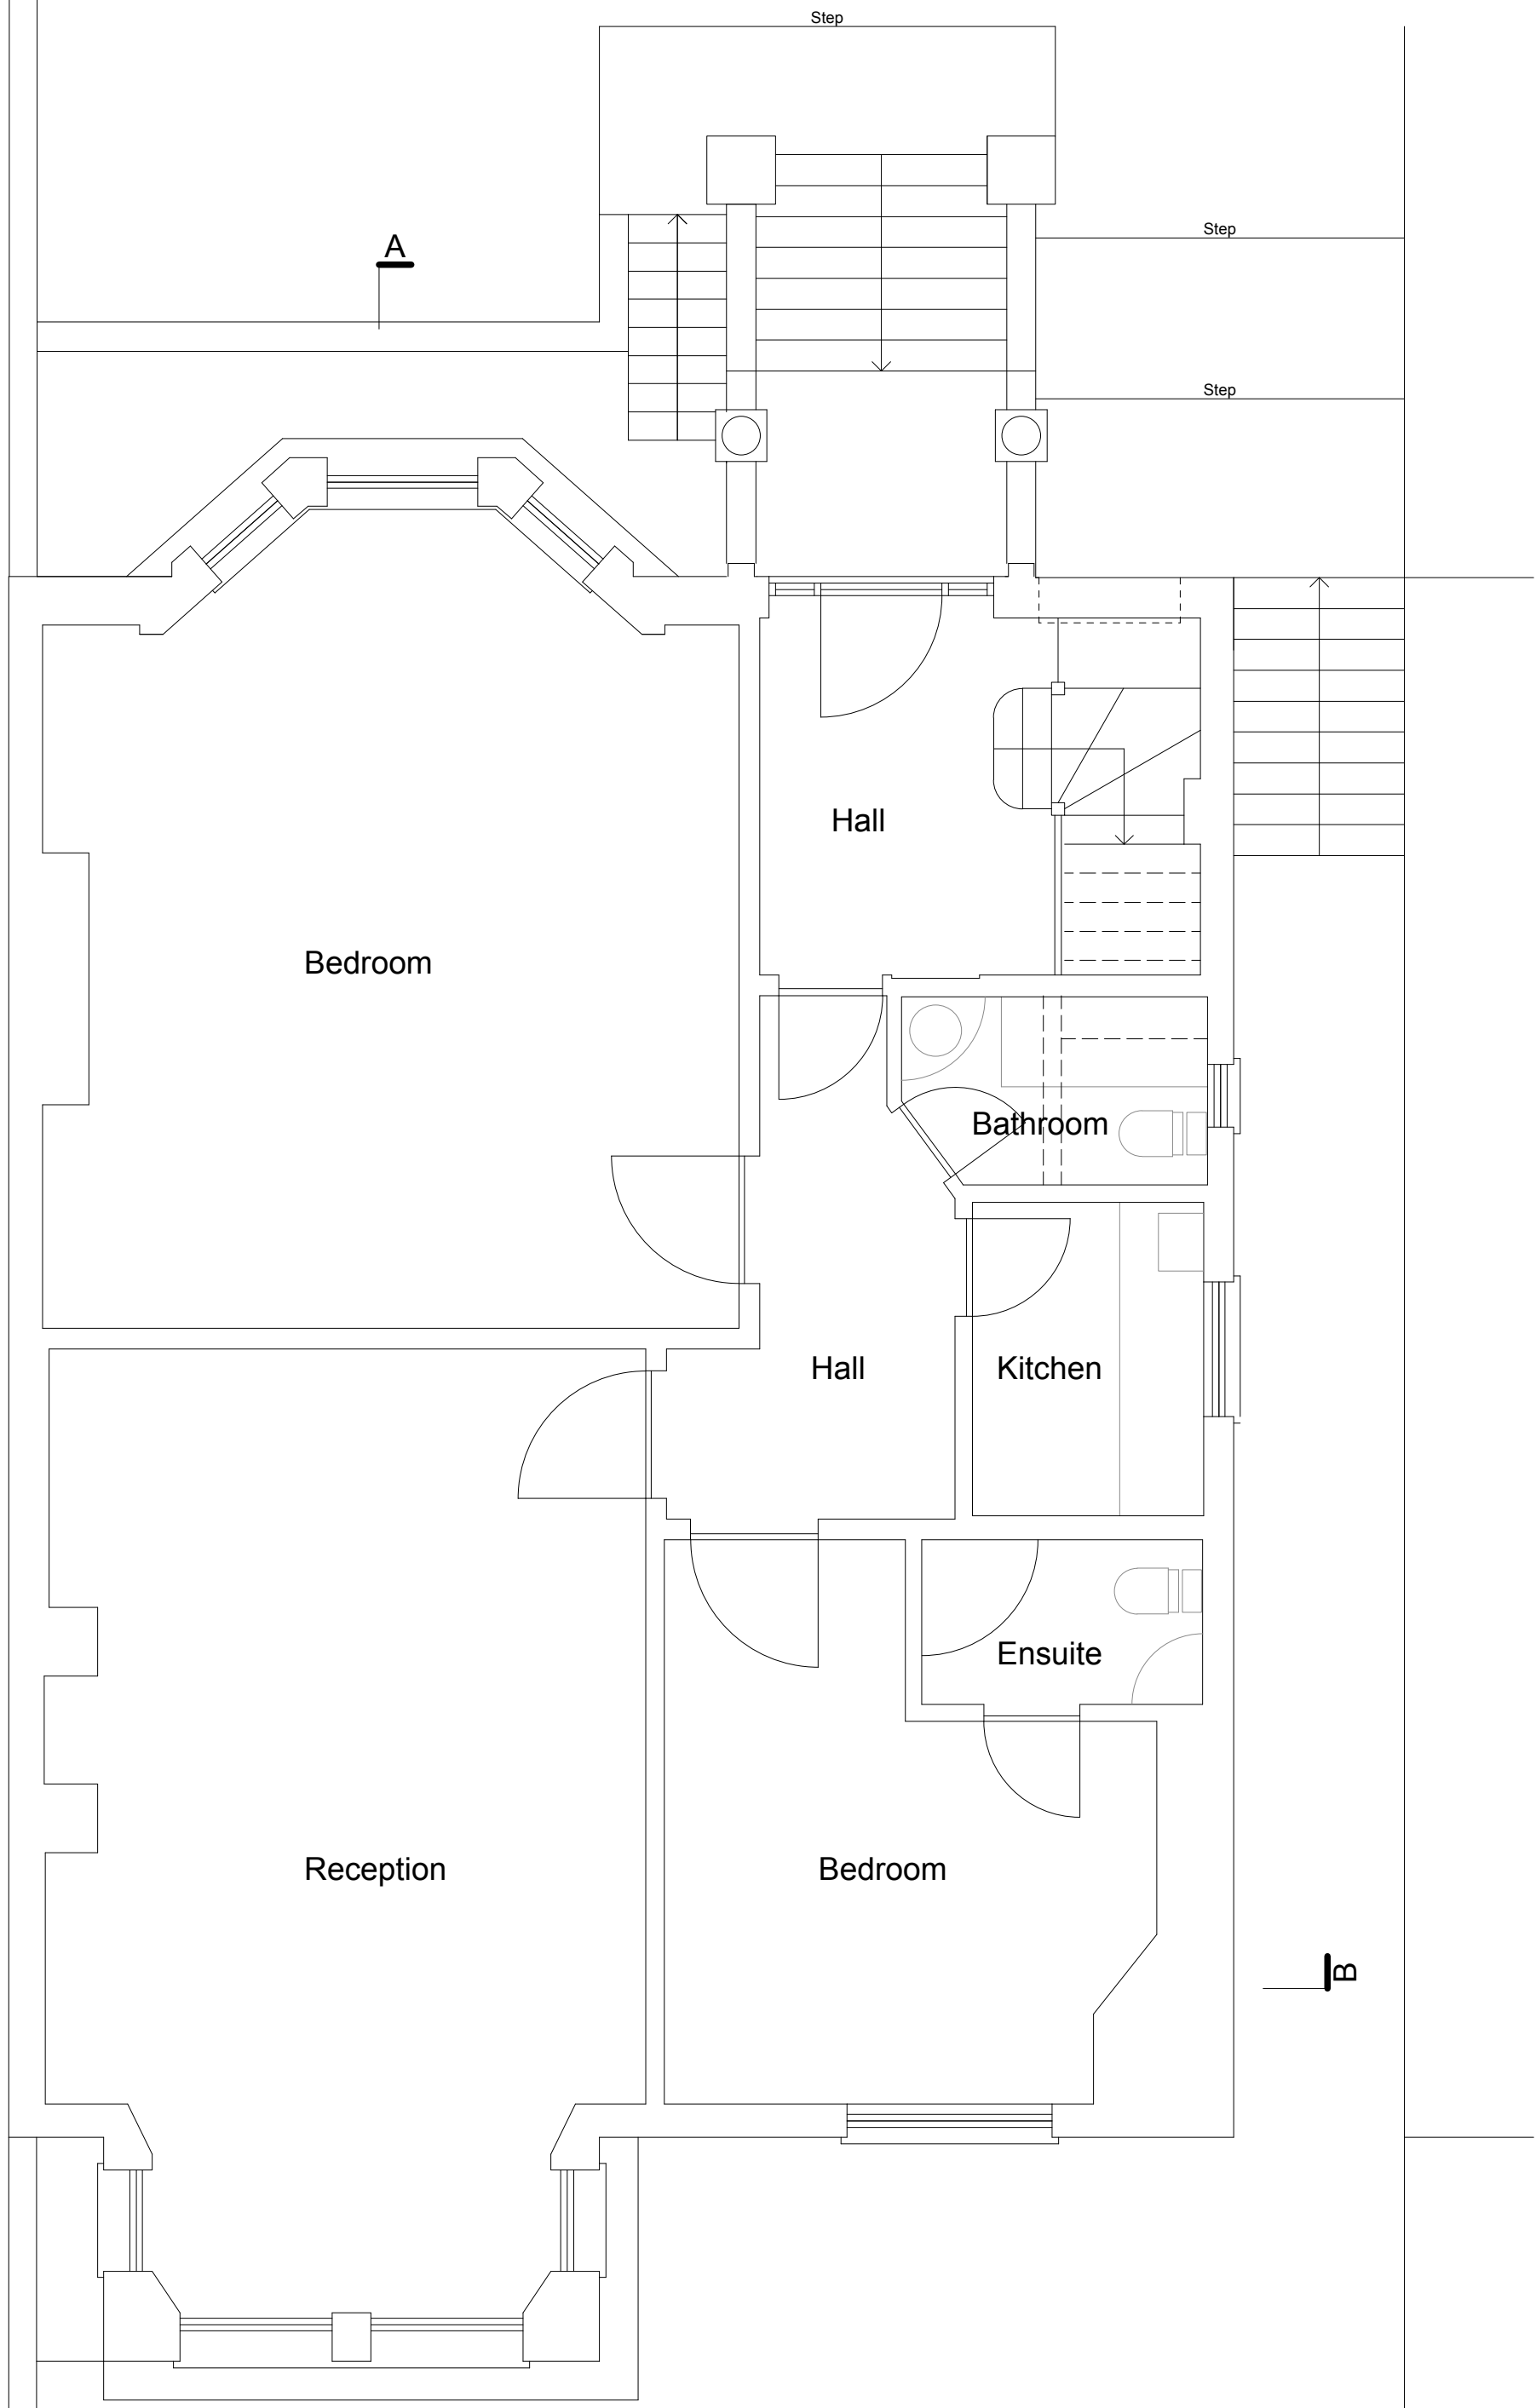 Step
Step
A
Step
Hall
Bedroom
Bathroom
Hall
Kitchen
Ensuite
Reception
Bedroom
B